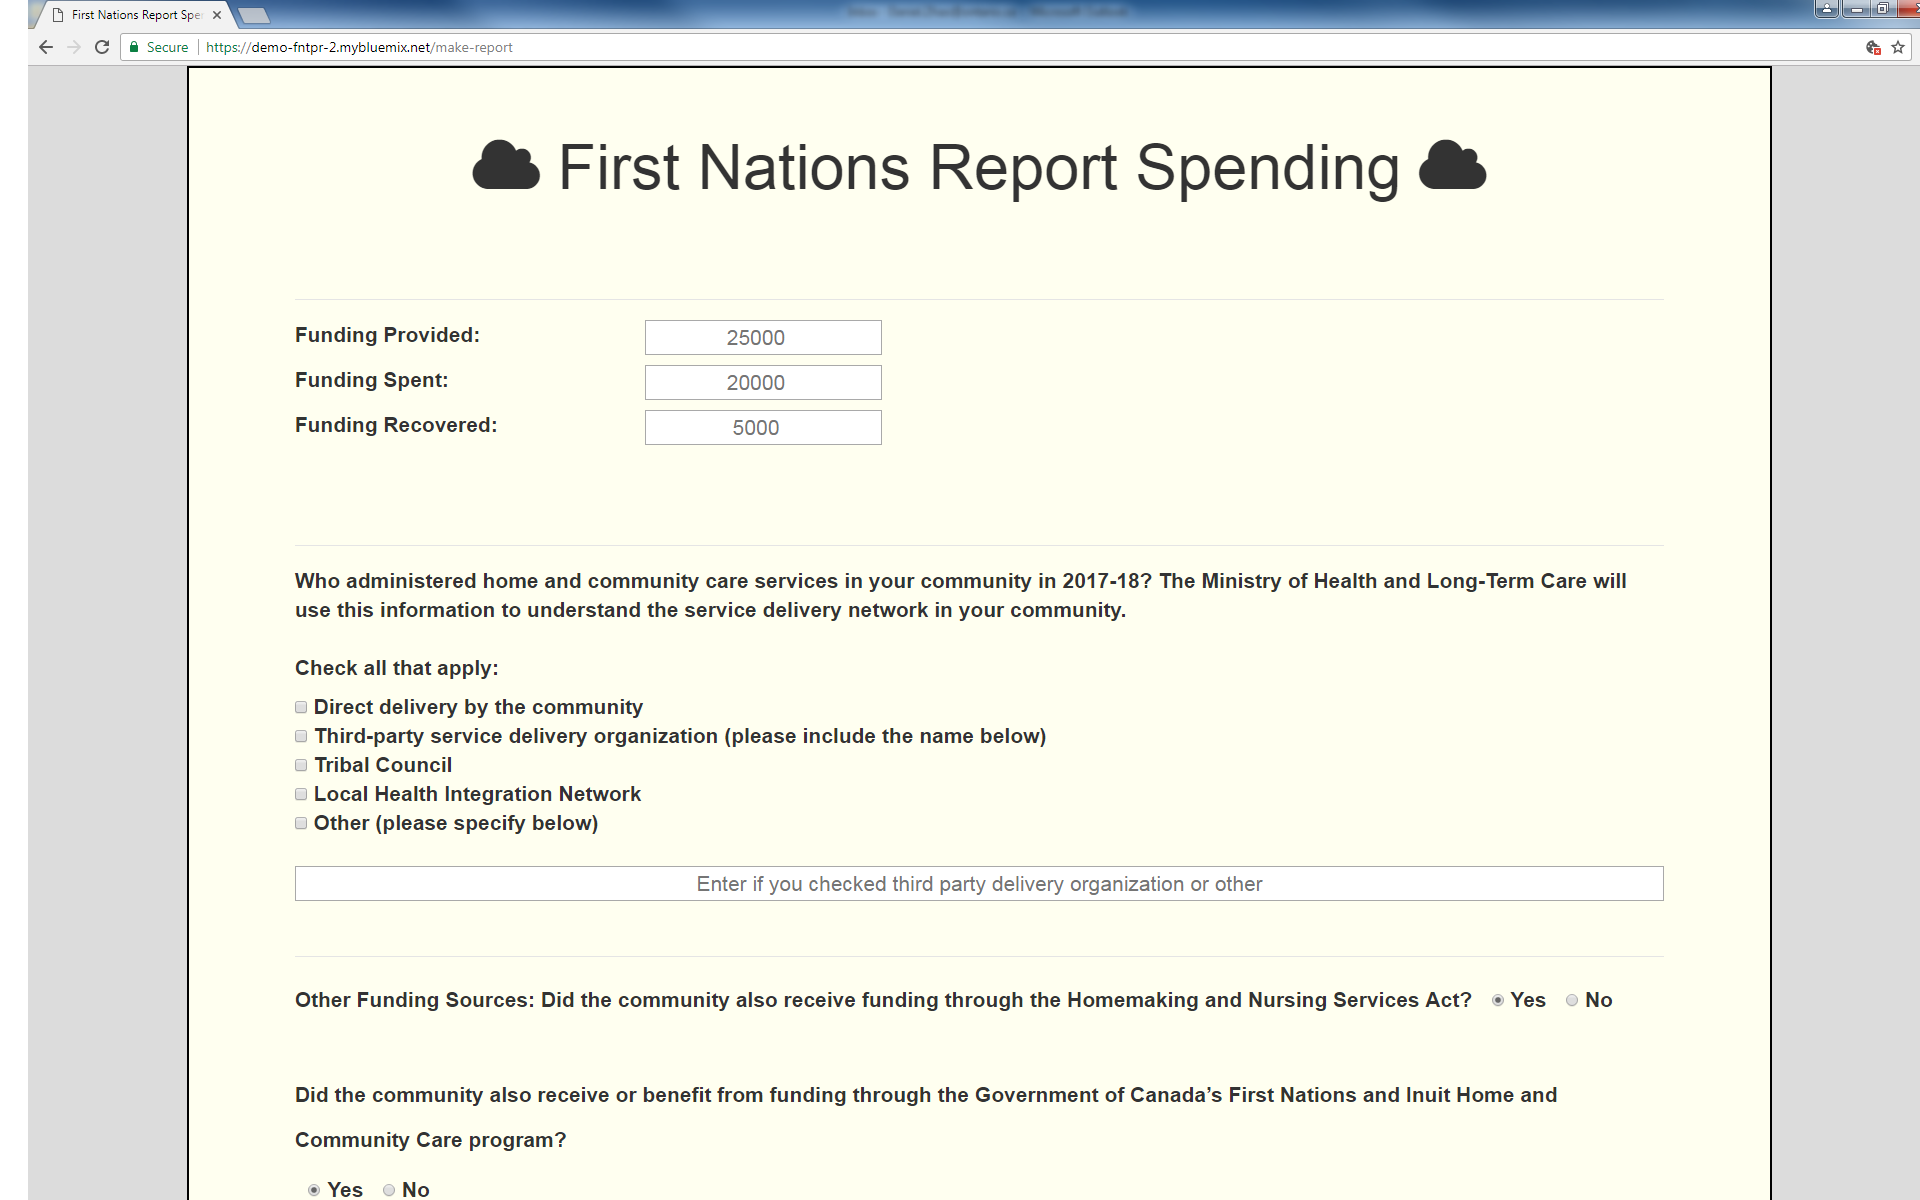 First Nations Report Spe
Secure https://demo-fntpr-2.mybluemix.net/make-report
First Nations Report Spending
Funding Provided: 25000
Funding Spent: 20000
Funding Recovered: 5000
Who administered home and community care services in your community in 2017-18? The Ministry of Health and Long-Term Care will
use this information to understand the service delivery network in your community.
Check all that apply:
Direct delivery by the community
Third-party service delivery organization (please include the name below)
Tribal Council
Local Health Integration Network
Other (please specify below)
Enter if you checked third party delivery organization or other
Other Funding Sources: Did the community also receive funding through the Homemaking and Nursing Services Act? Yes No
Did the community also receive or benefit from funding through the Government of Canada’s First Nations and Inuit Home and
Community Care program?
Yes No